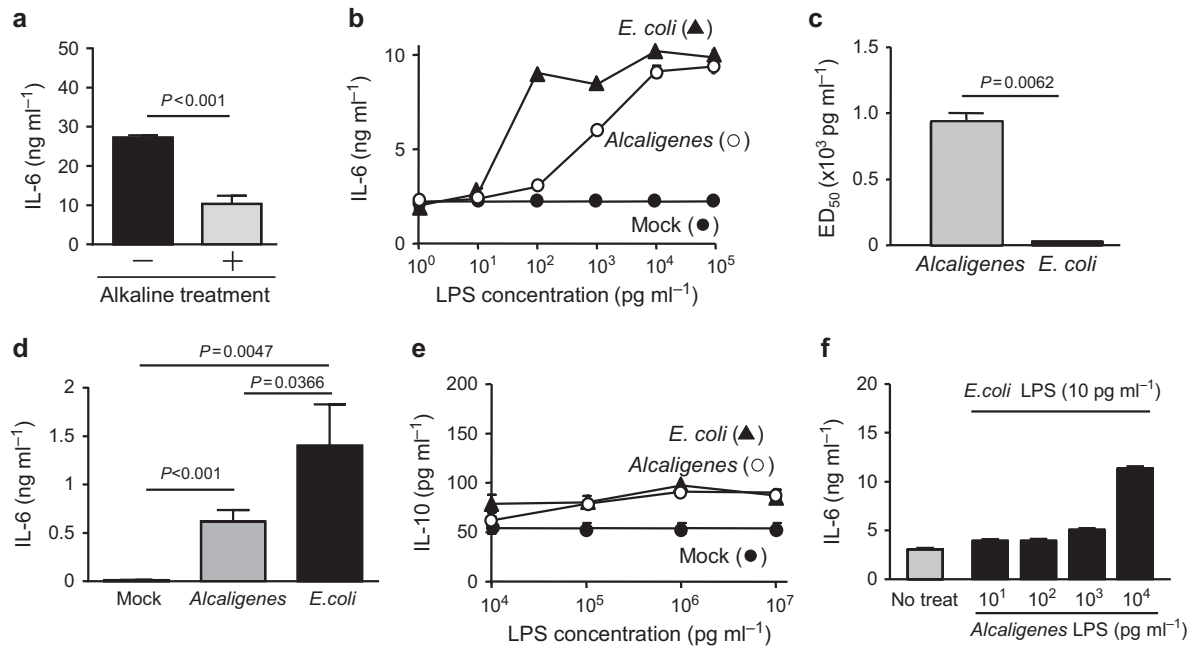 a
50
40
30
20
10
0
IL-6 (ng ml⁻¹)
P<0.001
− +
Alkaline treatment
b
E. coli (▲)
10
5
0
IL-6 (ng ml⁻¹)
Alcaligenes (○)
Mock (●)
10⁰ 10¹ 10² 10³ 10⁴ 10⁵
LPS concentration (pg ml⁻¹)
c
1.5
1.0
0.5
0
ED₅₀ (x10³ pg ml⁻¹)
P=0.0062
Alcaligenes E. coli
d
P=0.0047
P=0.0366
P<0.001
2
1.5
1
0.5
0
IL-6 (ng ml⁻¹)
Mock Alcaligenes E.coli
e
200
150
100
50
0
IL-10 (pg ml⁻¹)
E. coli (▲)
Alcaligenes (○)
Mock (●)
10⁴ 10⁵ 10⁶ 10⁷
LPS concentration (pg ml⁻¹)
f
20
15
10
5
0
IL-6 (ng ml⁻¹)
E.coli LPS (10 pg ml⁻¹)
No treat 10¹ 10² 10³ 10⁴
Alcaligenes LPS (pg ml⁻¹)